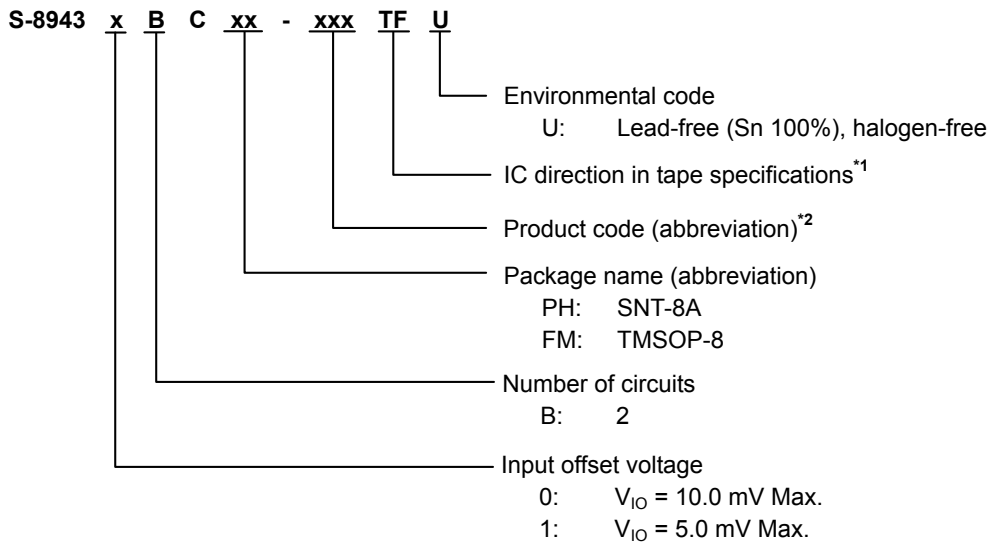 S-8943 x B C xx - xxx TF U
Environmental code
U: Lead-free (Sn 100%), halogen-free
IC direction in tape specifications*1
Product code (abbreviation)*2
Package name (abbreviation)
PH: SNT-8A
FM: TMSOP-8
Number of circuits
B: 2
Input offset voltage
0: VIO = 10.0 mV Max.
1: VIO = 5.0 mV Max.